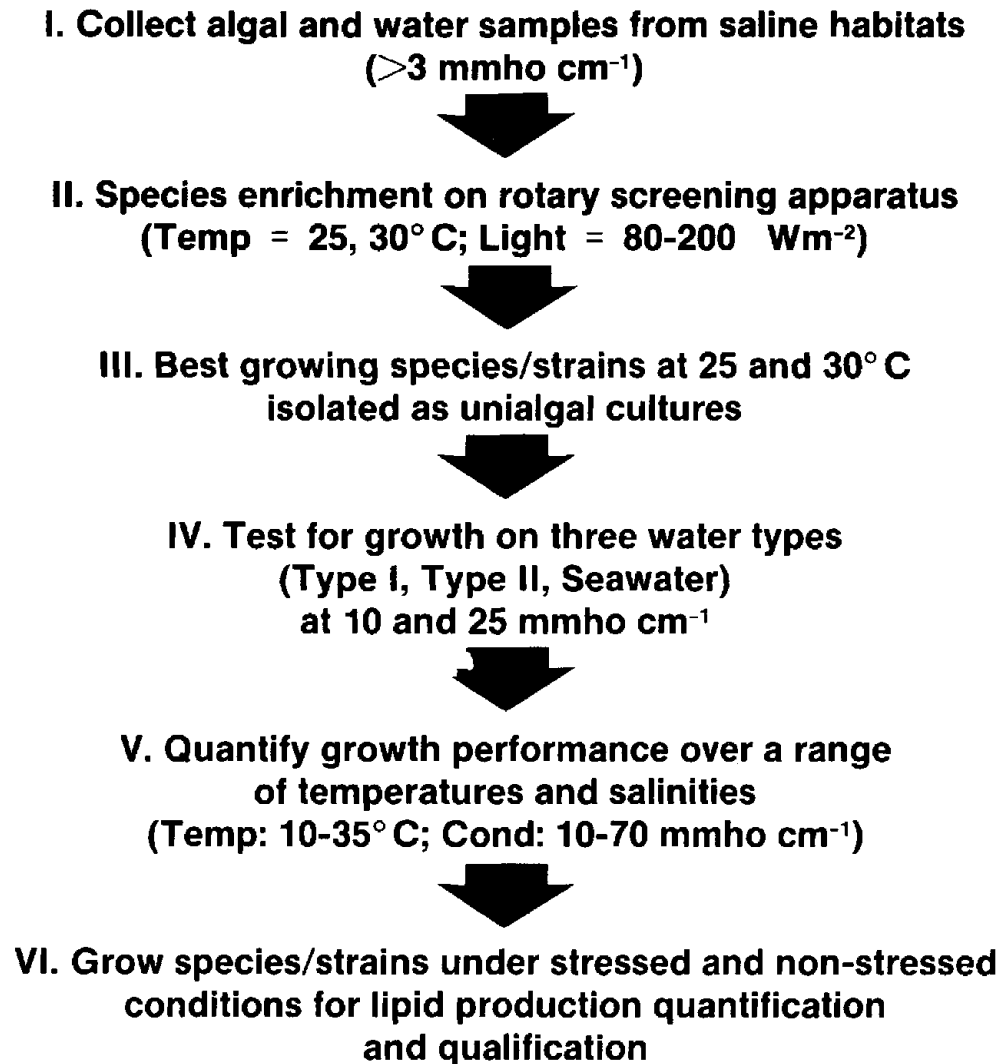 I. Collect algal and water samples from saline habitats
(>3 mmho cm⁻¹)
II. Species enrichment on rotary screening apparatus
(Temp = 25, 30° C; Light = 80-200 Wm⁻²)
III. Best growing species/strains at 25 and 30° C
isolated as unialgal cultures
IV. Test for growth on three water types
(Type I, Type II, Seawater)
at 10 and 25 mmho cm⁻¹
V. Quantify growth performance over a range
of temperatures and salinities
(Temp: 10-35° C; Cond: 10-70 mmho cm⁻¹)
VI. Grow species/strains under stressed and non-stressed
conditions for lipid production quantification
and qualification